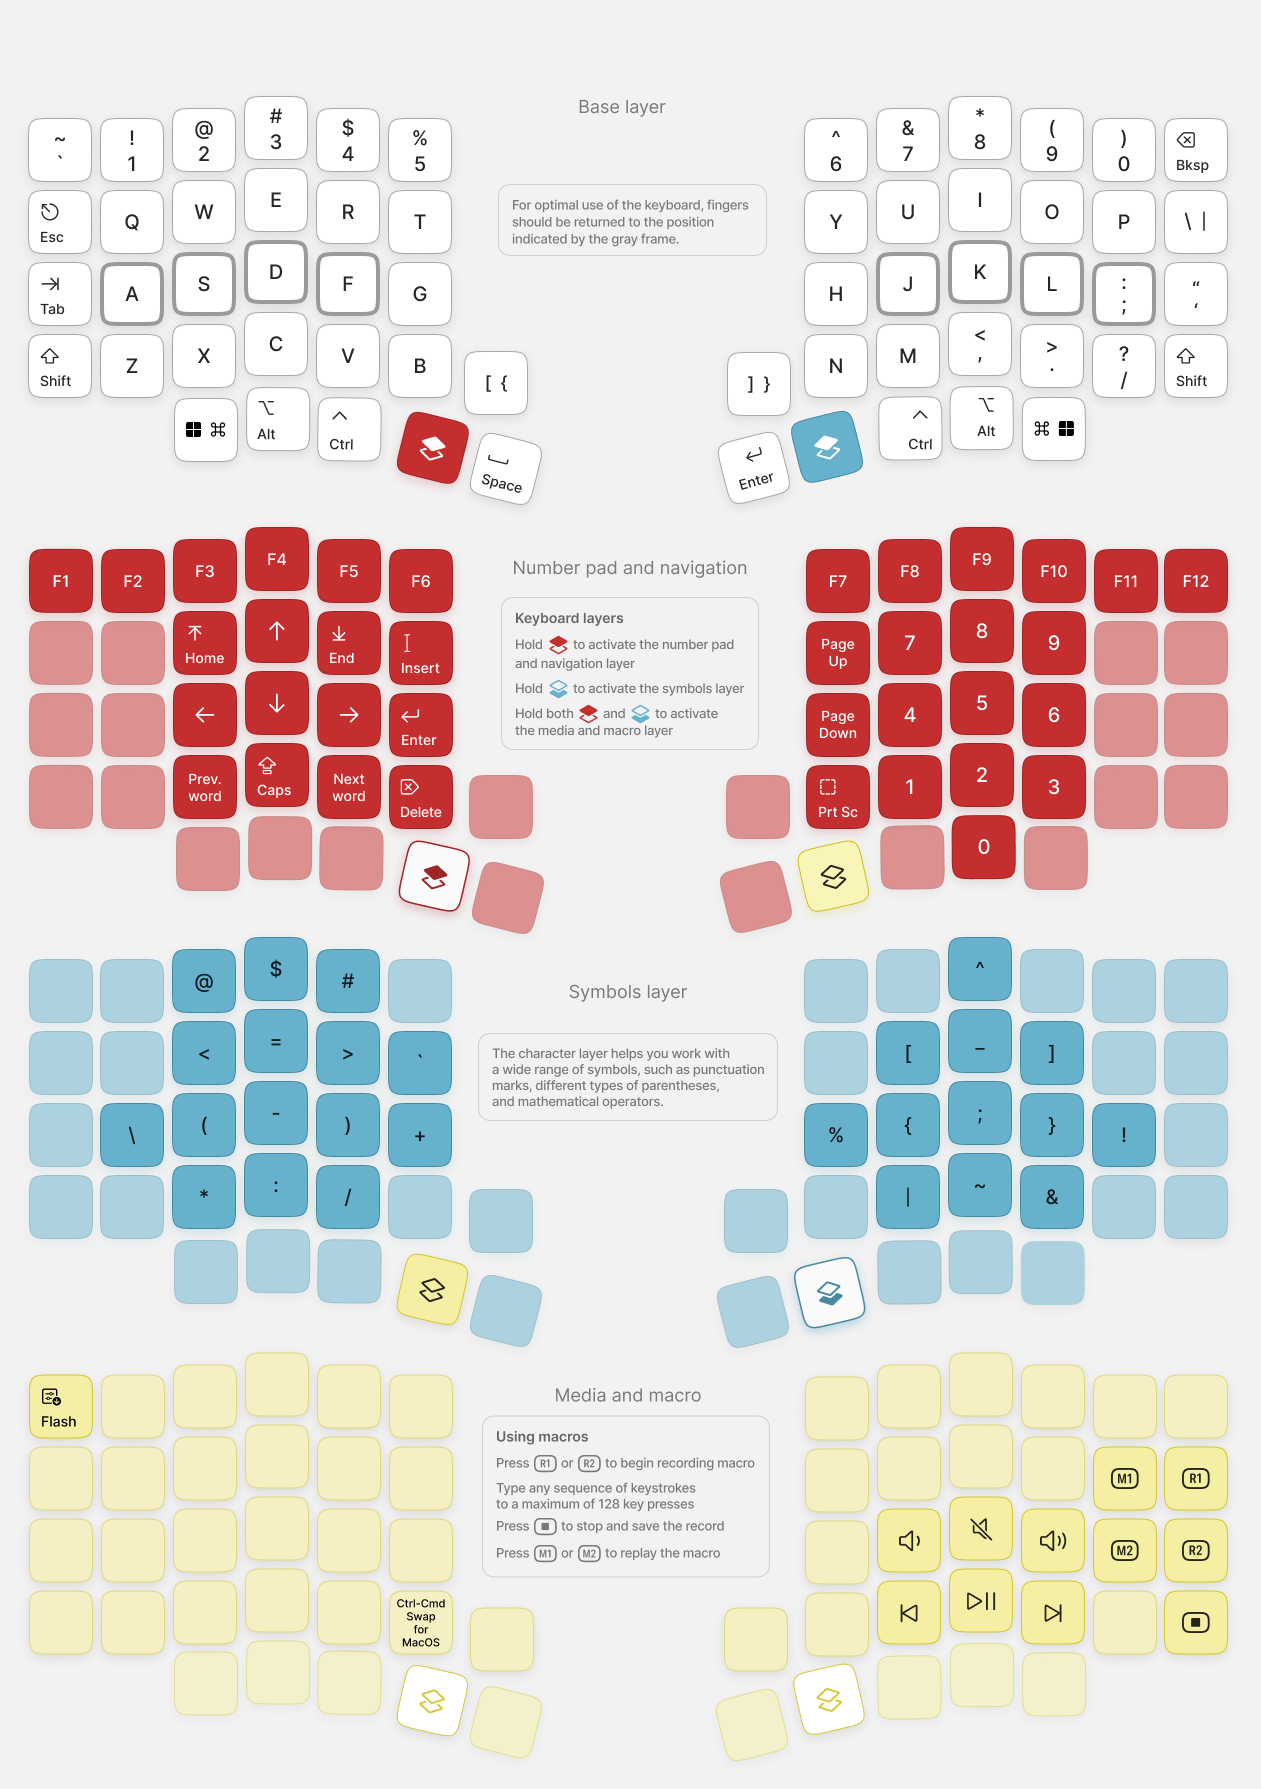 Base layer
~
`
!
1
@
2
#
3
$
4
%
5
^
6
&
7
*
8
(
9
)
0
Bksp
Esc
Q
W
E
R
T
Y
U
I
O
P
\ |
For optimal use of the keyboard, fingers
should be returned to the position
indicated by the gray frame.
Tab
A
S
D
F
G
H
J
K
L
:
;
“
‘
Shift
Z
X
C
V
B
[ {
] }
N
M
<
,
>
.
?
/
Shift
⌘
Alt
Ctrl
Space
Enter
Ctrl
Alt
⌘
Number pad and navigation
F1
F2
F3
F4
F5
F6
F7
F8
F9
F10
F11
F12
Home
↑
End
Insert
Page
Up
7
8
9
Keyboard layers
Hold to activate the number pad
and navigation layer
Hold to activate the symbols layer
Hold both and to activate
the media and macro layer
←
↓
→
Enter
Page
Down
4
5
6
Prev.
word
Caps
Next
word
Delete
Prt Sc
1
2
3
0
Symbols layer
@
$
#
^
<
=
>
`
[
–
]
The character layer helps you work with
a wide range of symbols, such as punctuation
marks, different types of parentheses,
and mathematical operators.
\
(
-
)
+
%
{
;
}
!
*
:
/
|
~
&
Media and macro
Flash
Using macros
Press R1 or R2 to begin recording macro
Type any sequence of keystrokes
to a maximum of 128 key presses
Press to stop and save the record
Press M1 or M2 to replay the macro
M1
R1
M2
R2
Ctrl-Cmd
Swap
for
MacOS